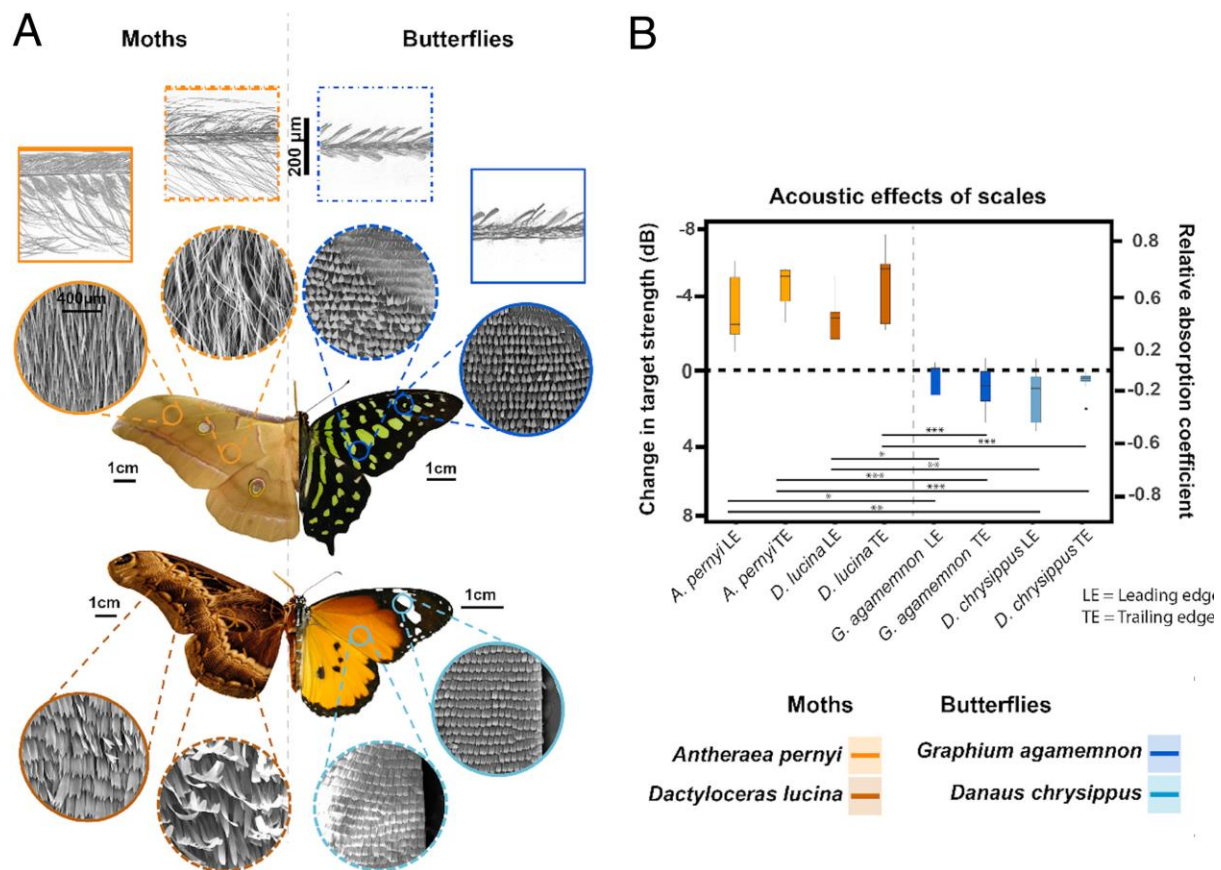 A
Moths
Butterflies
200 µm
400µm
1cm
1cm
1cm
1cm
B
Acoustic effects of scales
Change in target strength (dB)
-8
-4
0
4
8
Relative absorption coefficient
0.8
0.6
0.2
-0.2
-0.6
-0.8
***
***
*
**
***
***
*
**
A. pernyi LE
A. pernyi TE
D. lucina LE
D. lucina TE
G. agamemnon LE
G. agamemnon TE
D. chrysippus LE
D. chrysippus TE
LE = Leading edge
TE = Trailing edge
Moths
Butterflies
Antheraea pernyi
Graphium agamemnon
Dactyloceras lucina
Danaus chrysippus